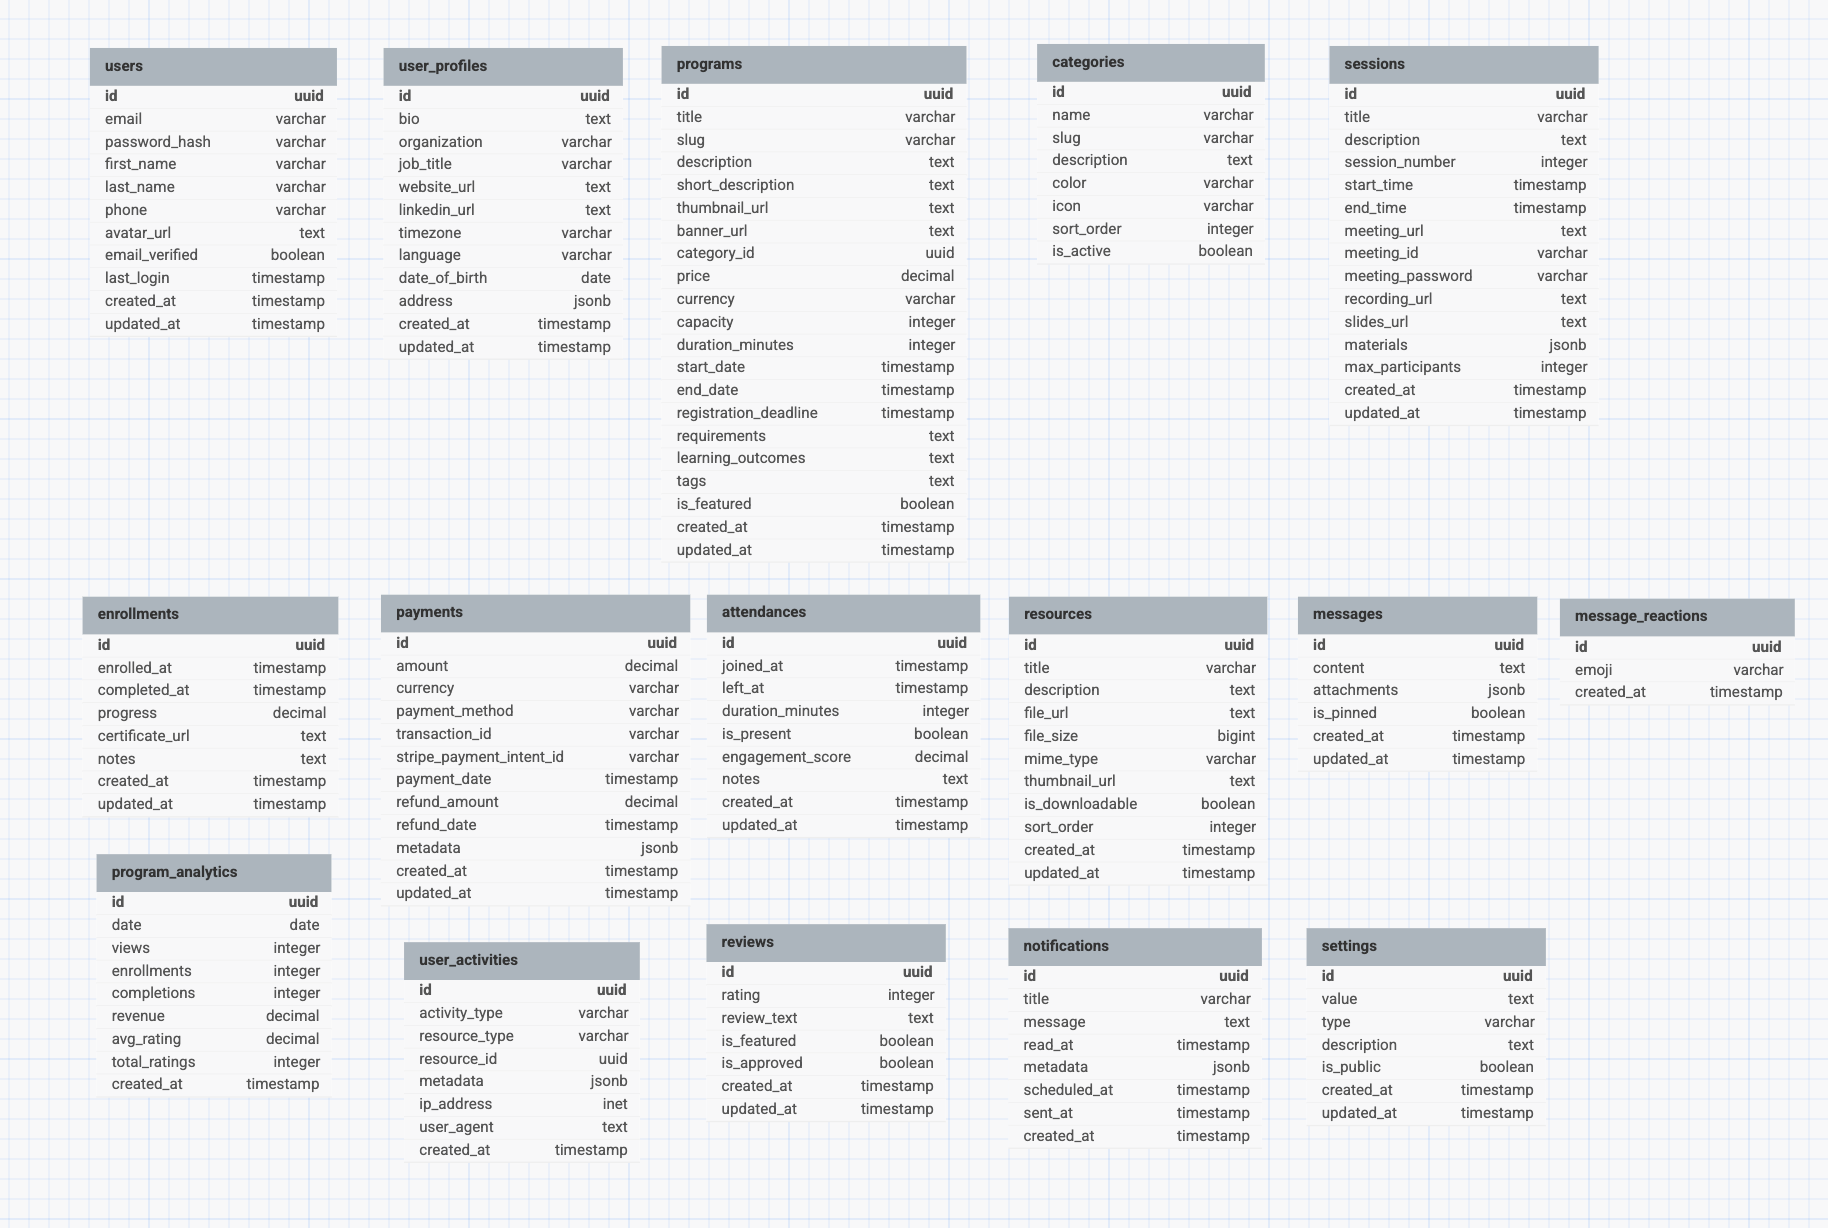 users
id uuid
email varchar
password_hash varchar
first_name varchar
last_name varchar
phone varchar
avatar_url text
email_verified boolean
last_login timestamp
created_at timestamp
updated_at timestamp
user_profiles
id uuid
bio text
organization varchar
job_title varchar
website_url text
linkedin_url text
timezone varchar
language varchar
date_of_birth date
address jsonb
created_at timestamp
updated_at timestamp
programs
id uuid
title varchar
slug varchar
description text
short_description text
thumbnail_url text
banner_url text
category_id uuid
price decimal
currency varchar
capacity integer
duration_minutes integer
start_date timestamp
end_date timestamp
registration_deadline timestamp
requirements text
learning_outcomes text
tags text
is_featured boolean
created_at timestamp
updated_at timestamp
categories
id uuid
name varchar
slug varchar
description text
color varchar
icon varchar
sort_order integer
is_active boolean
sessions
id uuid
title varchar
description text
session_number integer
start_time timestamp
end_time timestamp
meeting_url text
meeting_id varchar
meeting_password varchar
recording_url text
slides_url text
materials jsonb
max_participants integer
created_at timestamp
updated_at timestamp
enrollments
id uuid
enrolled_at timestamp
completed_at timestamp
progress decimal
certificate_url text
notes text
created_at timestamp
updated_at timestamp
payments
id uuid
amount decimal
currency varchar
payment_method varchar
transaction_id varchar
stripe_payment_intent_id varchar
payment_date timestamp
refund_amount decimal
refund_date timestamp
metadata jsonb
created_at timestamp
updated_at timestamp
attendances
id uuid
joined_at timestamp
left_at timestamp
duration_minutes integer
is_present boolean
engagement_score decimal
notes text
created_at timestamp
updated_at timestamp
resources
id uuid
title varchar
description text
file_url text
file_size bigint
mime_type varchar
thumbnail_url text
is_downloadable boolean
sort_order integer
created_at timestamp
updated_at timestamp
messages
id uuid
content text
attachments jsonb
is_pinned boolean
created_at timestamp
updated_at timestamp
message_reactions
id uuid
emoji varchar
created_at timestamp
program_analytics
id uuid
date date
views integer
enrollments integer
completions integer
revenue decimal
avg_rating decimal
total_ratings integer
created_at timestamp
user_activities
id uuid
activity_type varchar
resource_type varchar
resource_id uuid
metadata jsonb
ip_address inet
user_agent text
created_at timestamp
reviews
id uuid
rating integer
review_text text
is_featured boolean
is_approved boolean
created_at timestamp
updated_at timestamp
notifications
id uuid
title varchar
message text
read_at timestamp
metadata jsonb
scheduled_at timestamp
sent_at timestamp
created_at timestamp
settings
id uuid
value text
type varchar
description text
is_public boolean
created_at timestamp
updated_at timestamp